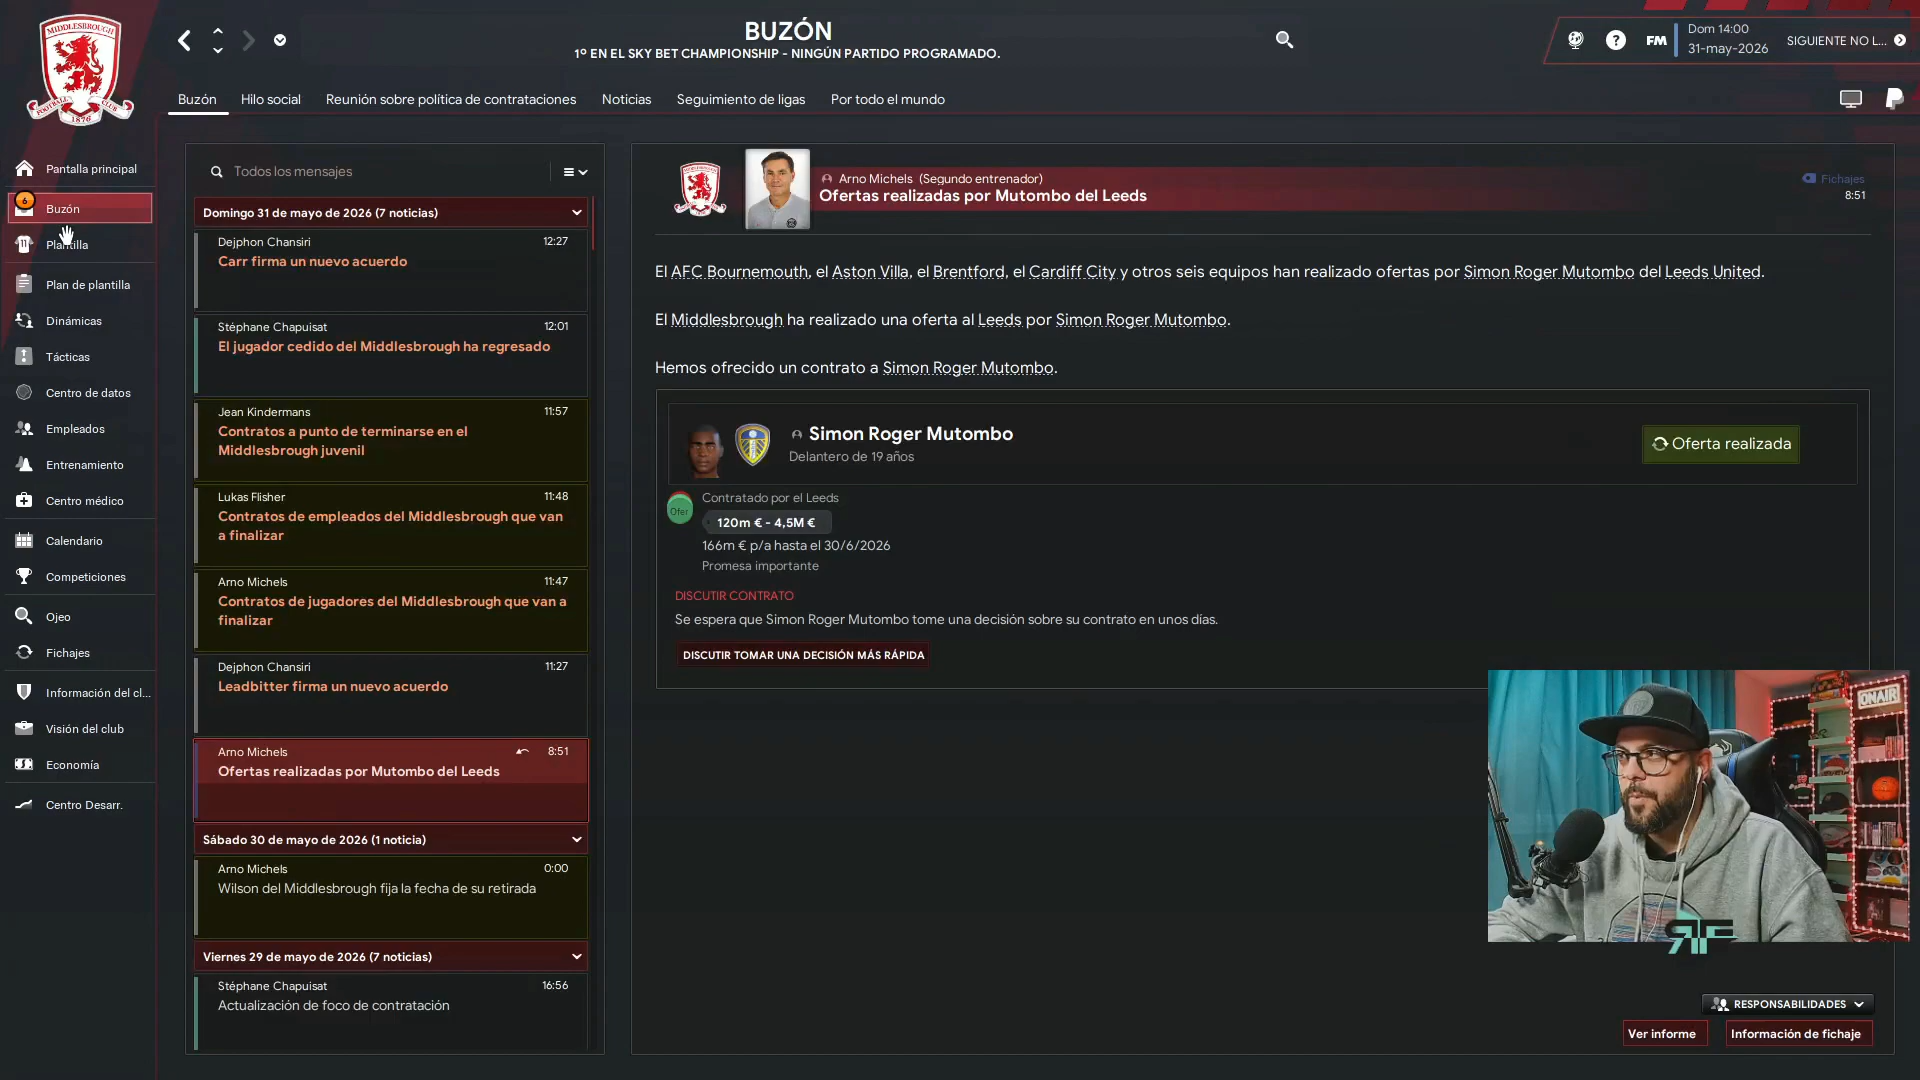 MIDDLESBROUGH
FOOTBALL CLUB
1876
BUZÓN
1º EN EL SKY BET CHAMPIONSHIP - NINGÚN PARTIDO PROGRAMADO.
FM
Dom 14:00
31-may-2026
SIGUIENTE NO L...
Buzón
Hilo social
Reunión sobre política de contrataciones
Noticias
Seguimiento de ligas
Por todo el mundo
Pantalla principal
6
Buzón
11
Plantilla
Plan de plantilla
Dinámicas
Tácticas
Centro de datos
Empleados
Entrenamiento
Centro médico
Calendario
Competiciones
Ojeo
Fichajes
Información del cl...
Visión del club
Economía
Centro Desarr.
Todos los mensajes
Domingo 31 de mayo de 2026 (7 noticias)
Dejphon Chansiri 12:27
Carr firma un nuevo acuerdo
Stéphane Chapuisat 12:01
El jugador cedido del Middlesbrough ha regresado
Jean Kindermans 11:57
Contratos a punto de terminarse en el
Middlesbrough juvenil
Lukas Flisher 11:48
Contratos de empleados del Middlesbrough que van
a finalizar
Arno Michels 11:47
Contratos de jugadores del Middlesbrough que van a
finalizar
Dejphon Chansiri 11:27
Leadbitter firma un nuevo acuerdo
Arno Michels 8:51
Ofertas realizadas por Mutombo del Leeds
Sábado 30 de mayo de 2026 (1 noticia)
Arno Michels 0:00
Wilson del Middlesbrough fija la fecha de su retirada
Viernes 29 de mayo de 2026 (7 noticias)
Stéphane Chapuisat 16:56
Actualización de foco de contratación
Arno Michels (Segundo entrenador)
Ofertas realizadas por Mutombo del Leeds
Fichajes
8:51
El AFC Bournemouth, el Aston Villa, el Brentford, el Cardiff City y otros seis equipos han realizado ofertas por Simon Roger Mutombo del Leeds United.
El Middlesbrough ha realizado una oferta al Leeds por Simon Roger Mutombo.
Hemos ofrecido un contrato a Simon Roger Mutombo.
Simon Roger Mutombo
Delantero de 19 años
Oferta realizada
Ofer
Contratado por el Leeds
120m € - 4,5M €
166m € p/a hasta el 30/6/2026
Promesa importante
DISCUTIR CONTRATO
Se espera que Simon Roger Mutombo tome una decisión sobre su contrato en unos días.
DISCUTIR TOMAR UNA DECISIÓN MÁS RÁPIDA
ON AIR
RESPONSABILIDADES
Ver informe
Información de fichaje